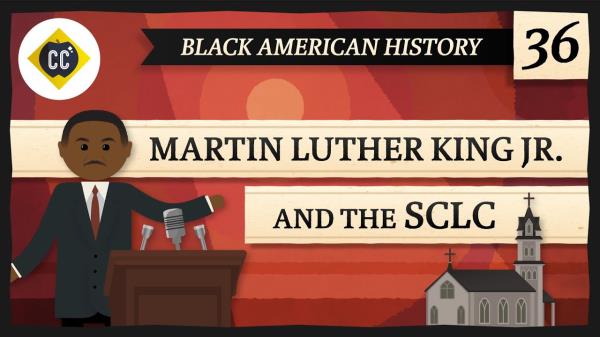 CC
BLACK AMERICAN HISTORY
36
MARTIN LUTHER KING JR.
AND THE SCLC